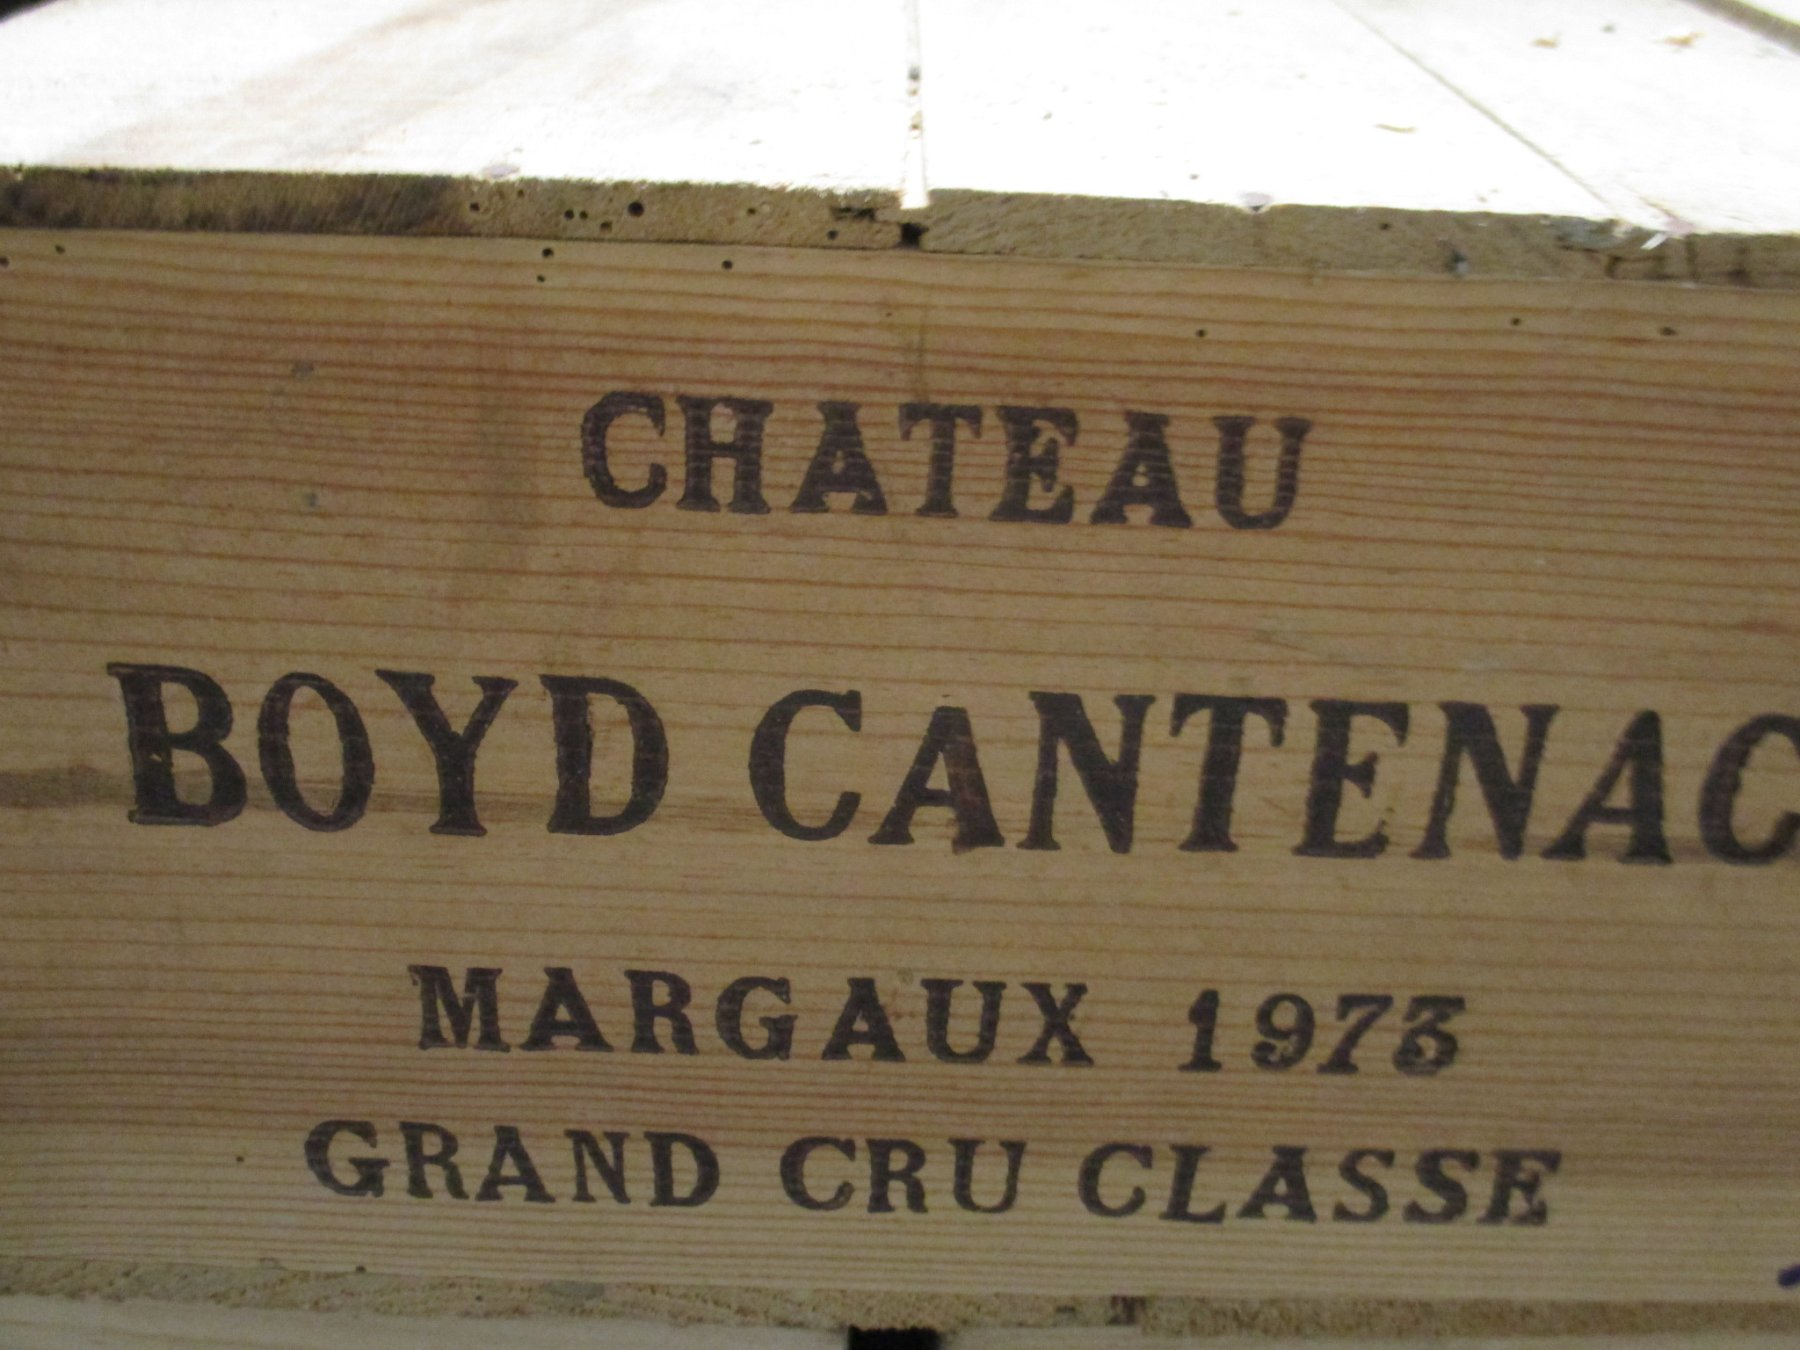 CHATEAU
BOYD CANTENAC
MARGAUX 1973
GRAND CRU CLASSE